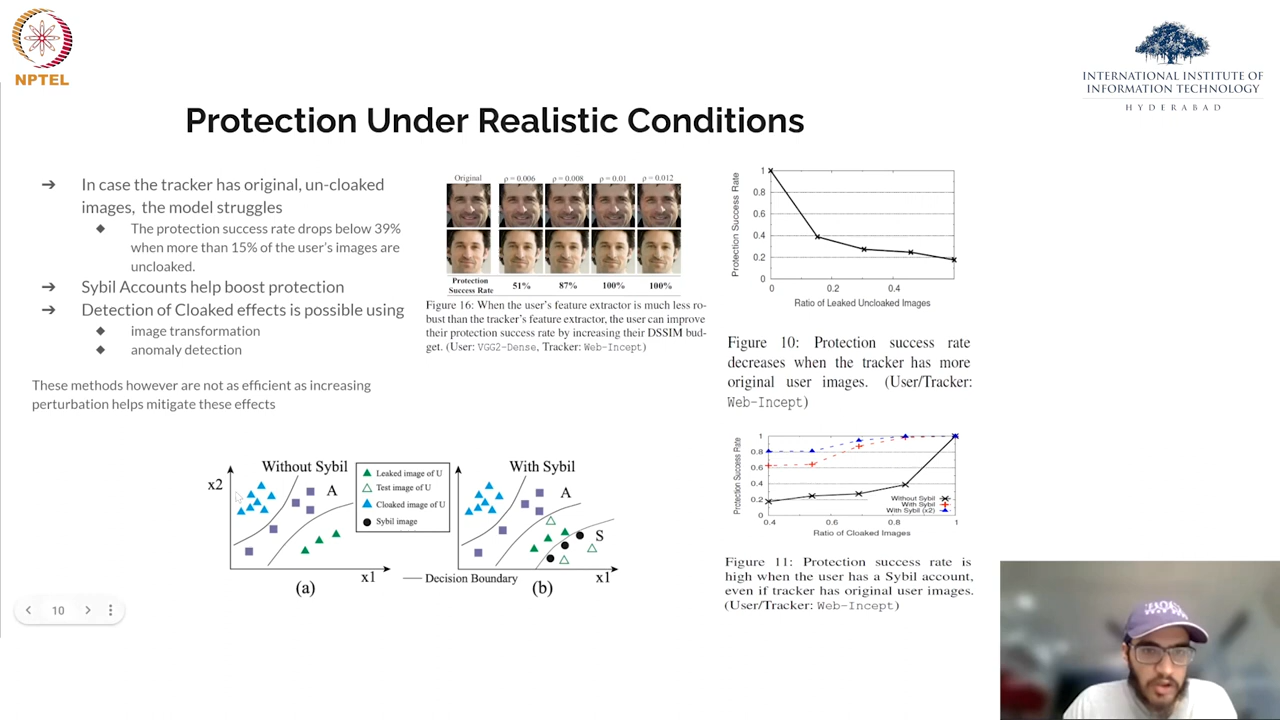 NPTEL
INTERNATIONAL INSTITUTE OF
INFORMATION TECHNOLOGY
HYDERABAD
Protection Under Realistic Conditions
➔ In case the tracker has original, un-cloaked
images, the model struggles
◆ The protection success rate drops below 39%
when more than 15% of the user's images are
uncloaked.
➔ Sybil Accounts help boost protection
➔ Detection of Cloaked effects is possible using
◆ image transformation
◆ anomaly detection
These methods however are not as efficient as increasing
perturbation helps mitigate these effects
Original ρ = 0.006 ρ = 0.008 ρ = 0.01 ρ = 0.012
Protection
Success Rate 51% 87% 100% 100%
Figure 16: When the user's feature extractor is much less ro-
bust than the tracker's feature extractor, the user can improve
their protection success rate by increasing their DSSIM bud-
get. (User: VGG2-Dense, Tracker: Web-Incept)
Protection Success Rate
1
0.8
0.6
0.4
0.2
0
0 0.2 0.4
Ratio of Leaked Uncloaked Images
Figure 10: Protection success rate
decreases when the tracker has more
original user images. (User/Tracker:
Web-Incept)
Protection Success Rate
1
0.8
0.6
0.4
0.2
0
Without Sybil
With Sybil
With Sybil (x2)
0.4 0.6 0.8 1
Ratio of Cloaked Images
Figure 11: Protection success rate is
high when the user has a Sybil account,
even if tracker has original user images.
(User/Tracker: Web-Incept)
Without Sybil
x2
A
x1
(a)
Leaked image of U
Test image of U
Cloaked image of U
Sybil image
Decision Boundary
With Sybil
A
S
x1
(b)
10